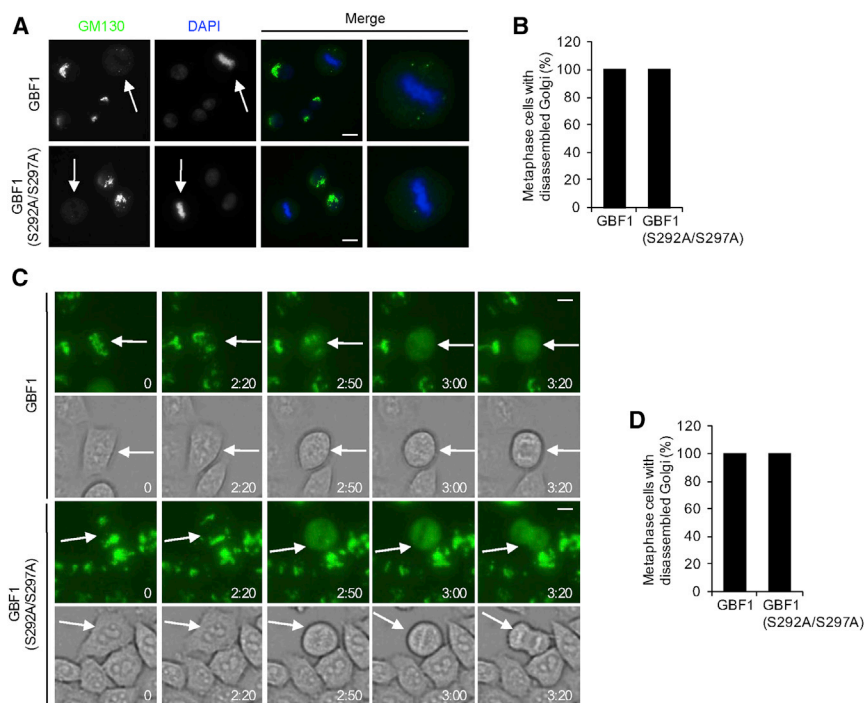 A
GM130
DAPI
Merge
GBF1
GBF1
(S292A/S297A)
B
Metaphase cells with
disassembled Golgi (%)
120
100
80
60
40
20
0
GBF1
GBF1
(S292A/S297A)
C
GBF1
0
2:20
2:50
3:00
3:20
0
2:20
2:50
3:00
3:20
GBF1
(S292A/S297A)
0
2:20
2:50
3:00
3:20
0
2:20
2:50
3:00
3:20
D
Metaphase cells with
disassembled Golgi (%)
120
100
80
60
40
20
0
GBF1
GBF1
(S292A/S297A)